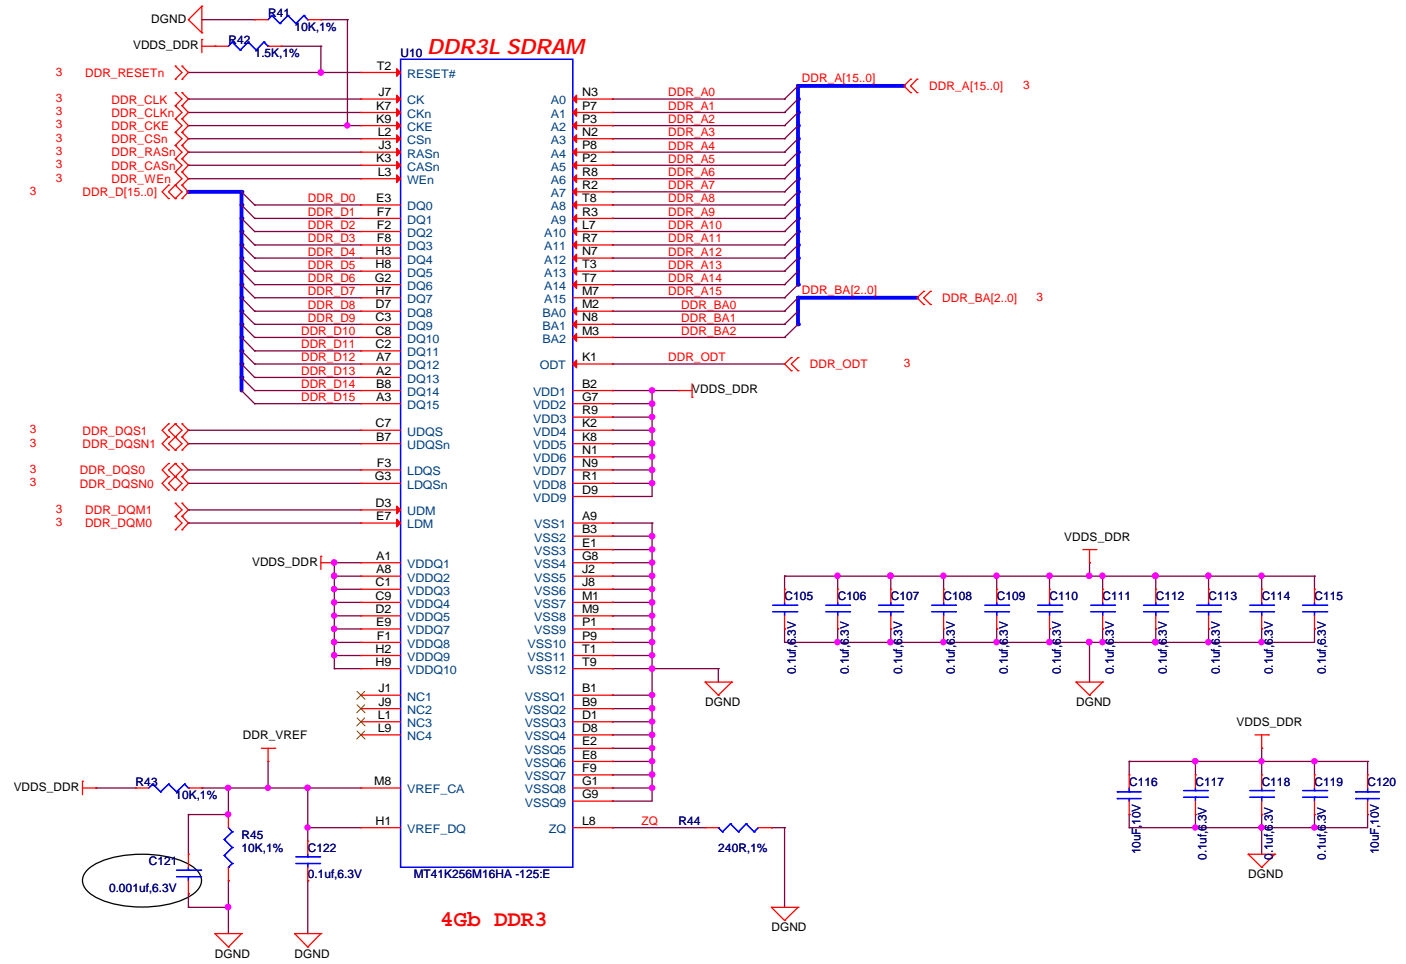 DGND
R41
10K,1%
VDDS_DDR
R42
1.5K,1%
U10
DDR3L SDRAM
3 DDR_RESETn T2 RESET#
3 DDR_CLK J7 CK
3 DDR_CLKn K7 CKn
3 DDR_CKE K9 CKE
3 DDR_CSn L2 CSn
3 DDR_RASn J3 RASn
3 DDR_CASn K3 CASn
3 DDR_WEn L3 WEn
3 DDR_D[15..0]
DDR_D0 E3 DQ0
DDR_D1 F7 DQ1
DDR_D2 F2 DQ2
DDR_D3 F8 DQ3
DDR_D4 H3 DQ4
DDR_D5 H8 DQ5
DDR_D6 G2 DQ6
DDR_D7 H7 DQ7
DDR_D8 D7 DQ8
DDR_D9 C3 DQ9
DDR_D10 C8 DQ10
DDR_D11 C2 DQ11
DDR_D12 A7 DQ12
DDR_D13 A2 DQ13
DDR_D14 B8 DQ14
DDR_D15 A3 DQ15
3 DDR_DQS1 C7 UDQS
3 DDR_DQSN1 B7 UDQSn
3 DDR_DQS0 F3 LDQS
3 DDR_DQSN0 G3 LDQSn
3 DDR_DQM1 D3 UDM
3 DDR_DQM0 E7 LDM
VDDS_DDR
A1 VDDQ1
A8 VDDQ2
C1 VDDQ3
C9 VDDQ4
D2 VDDQ5
E9 VDDQ7
F1 VDDQ8
H2 VDDQ9
H9 VDDQ10
J1 NC1
J9 NC2
L1 NC3
L9 NC4
DDR_VREF
VDDS_DDR
R43
10K,1%
M8 VREF_CA
H1 VREF_DQ
R45
10K,1%
C121
0.001uf,6.3V
C122
0.1uf,6.3V
DGND
DGND
A0 N3 DDR_A0
A1 P7 DDR_A1
A2 P3 DDR_A2
A3 N2 DDR_A3
A4 P8 DDR_A4
A5 P2 DDR_A5
A6 R8 DDR_A6
A7 R2 DDR_A7
A8 T8 DDR_A8
A9 R3 DDR_A9
A10 L7 DDR_A10
A11 R7 DDR_A11
A12 N7 DDR_A12
A13 T3 DDR_A13
A14 T7 DDR_A14
A15 M7 DDR_A15
BA0 M2 DDR_BA0
BA1 N8 DDR_BA1
BA2 M3 DDR_BA2
DDR_A[15..0] DDR_A[15..0] 3
DDR_BA[2..0] DDR_BA[2..0] 3
ODT K1 DDR_ODT DDR_ODT 3
VDD1 B2 VDDS_DDR
VDD2 G7
VDD3 R9
VDD4 K2
VDD5 K8
VDD6 N1
VDD7 N9
VDD8 R1
VDD9 D9
VSS1 A9
VSS2 B3
VSS3 E1
VSS4 G8
VSS5 J2
VSS6 J8
VSS7 M1
VSS8 M9
VSS9 P1
VSS10 P9
VSS11 T1
VSS12 T9
DGND
VSSQ1 B1
VSSQ2 B9
VSSQ3 D1
VSSQ4 D8
VSSQ5 E2
VSSQ6 E8
VSSQ7 F9
VSSQ8 G1
VSSQ9 G9
ZQ L8 ZQ R44
240R,1%
DGND
MT41K256M16HA -125:E
4Gb DDR3
VDDS_DDR
C105 C106 C107 C108 C109 C110 C111 C112 C113 C114 C115
0.1uf,6.3V 0.1uf,6.3V 0.1uf,6.3V 0.1uf,6.3V 0.1uf,6.3V 0.1uf,6.3V 0.1uf,6.3V 0.1uf,6.3V 0.1uf,6.3V 0.1uf,6.3V 0.1uf,6.3V
DGND
VDDS_DDR
C116 C117 C118 C119 C120
10uF,10V 0.1uf,6.3V 0.1uf,6.3V 0.1uf,6.3V 10uF,10V
DGND